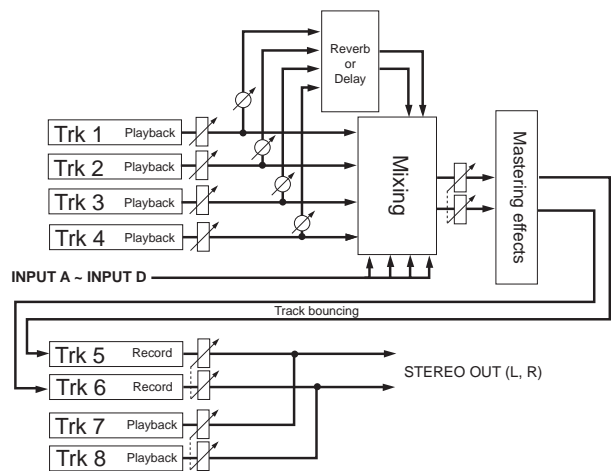 Reverb
or
Delay
Trk 1 Playback
Trk 2 Playback
Trk 3 Playback
Trk 4 Playback
Mixing
Mastering effects
INPUT A ~ INPUT D
Track bouncing
Trk 5 Record
Trk 6 Record
Trk 7 Playback
Trk 8 Playback
STEREO OUT (L, R)